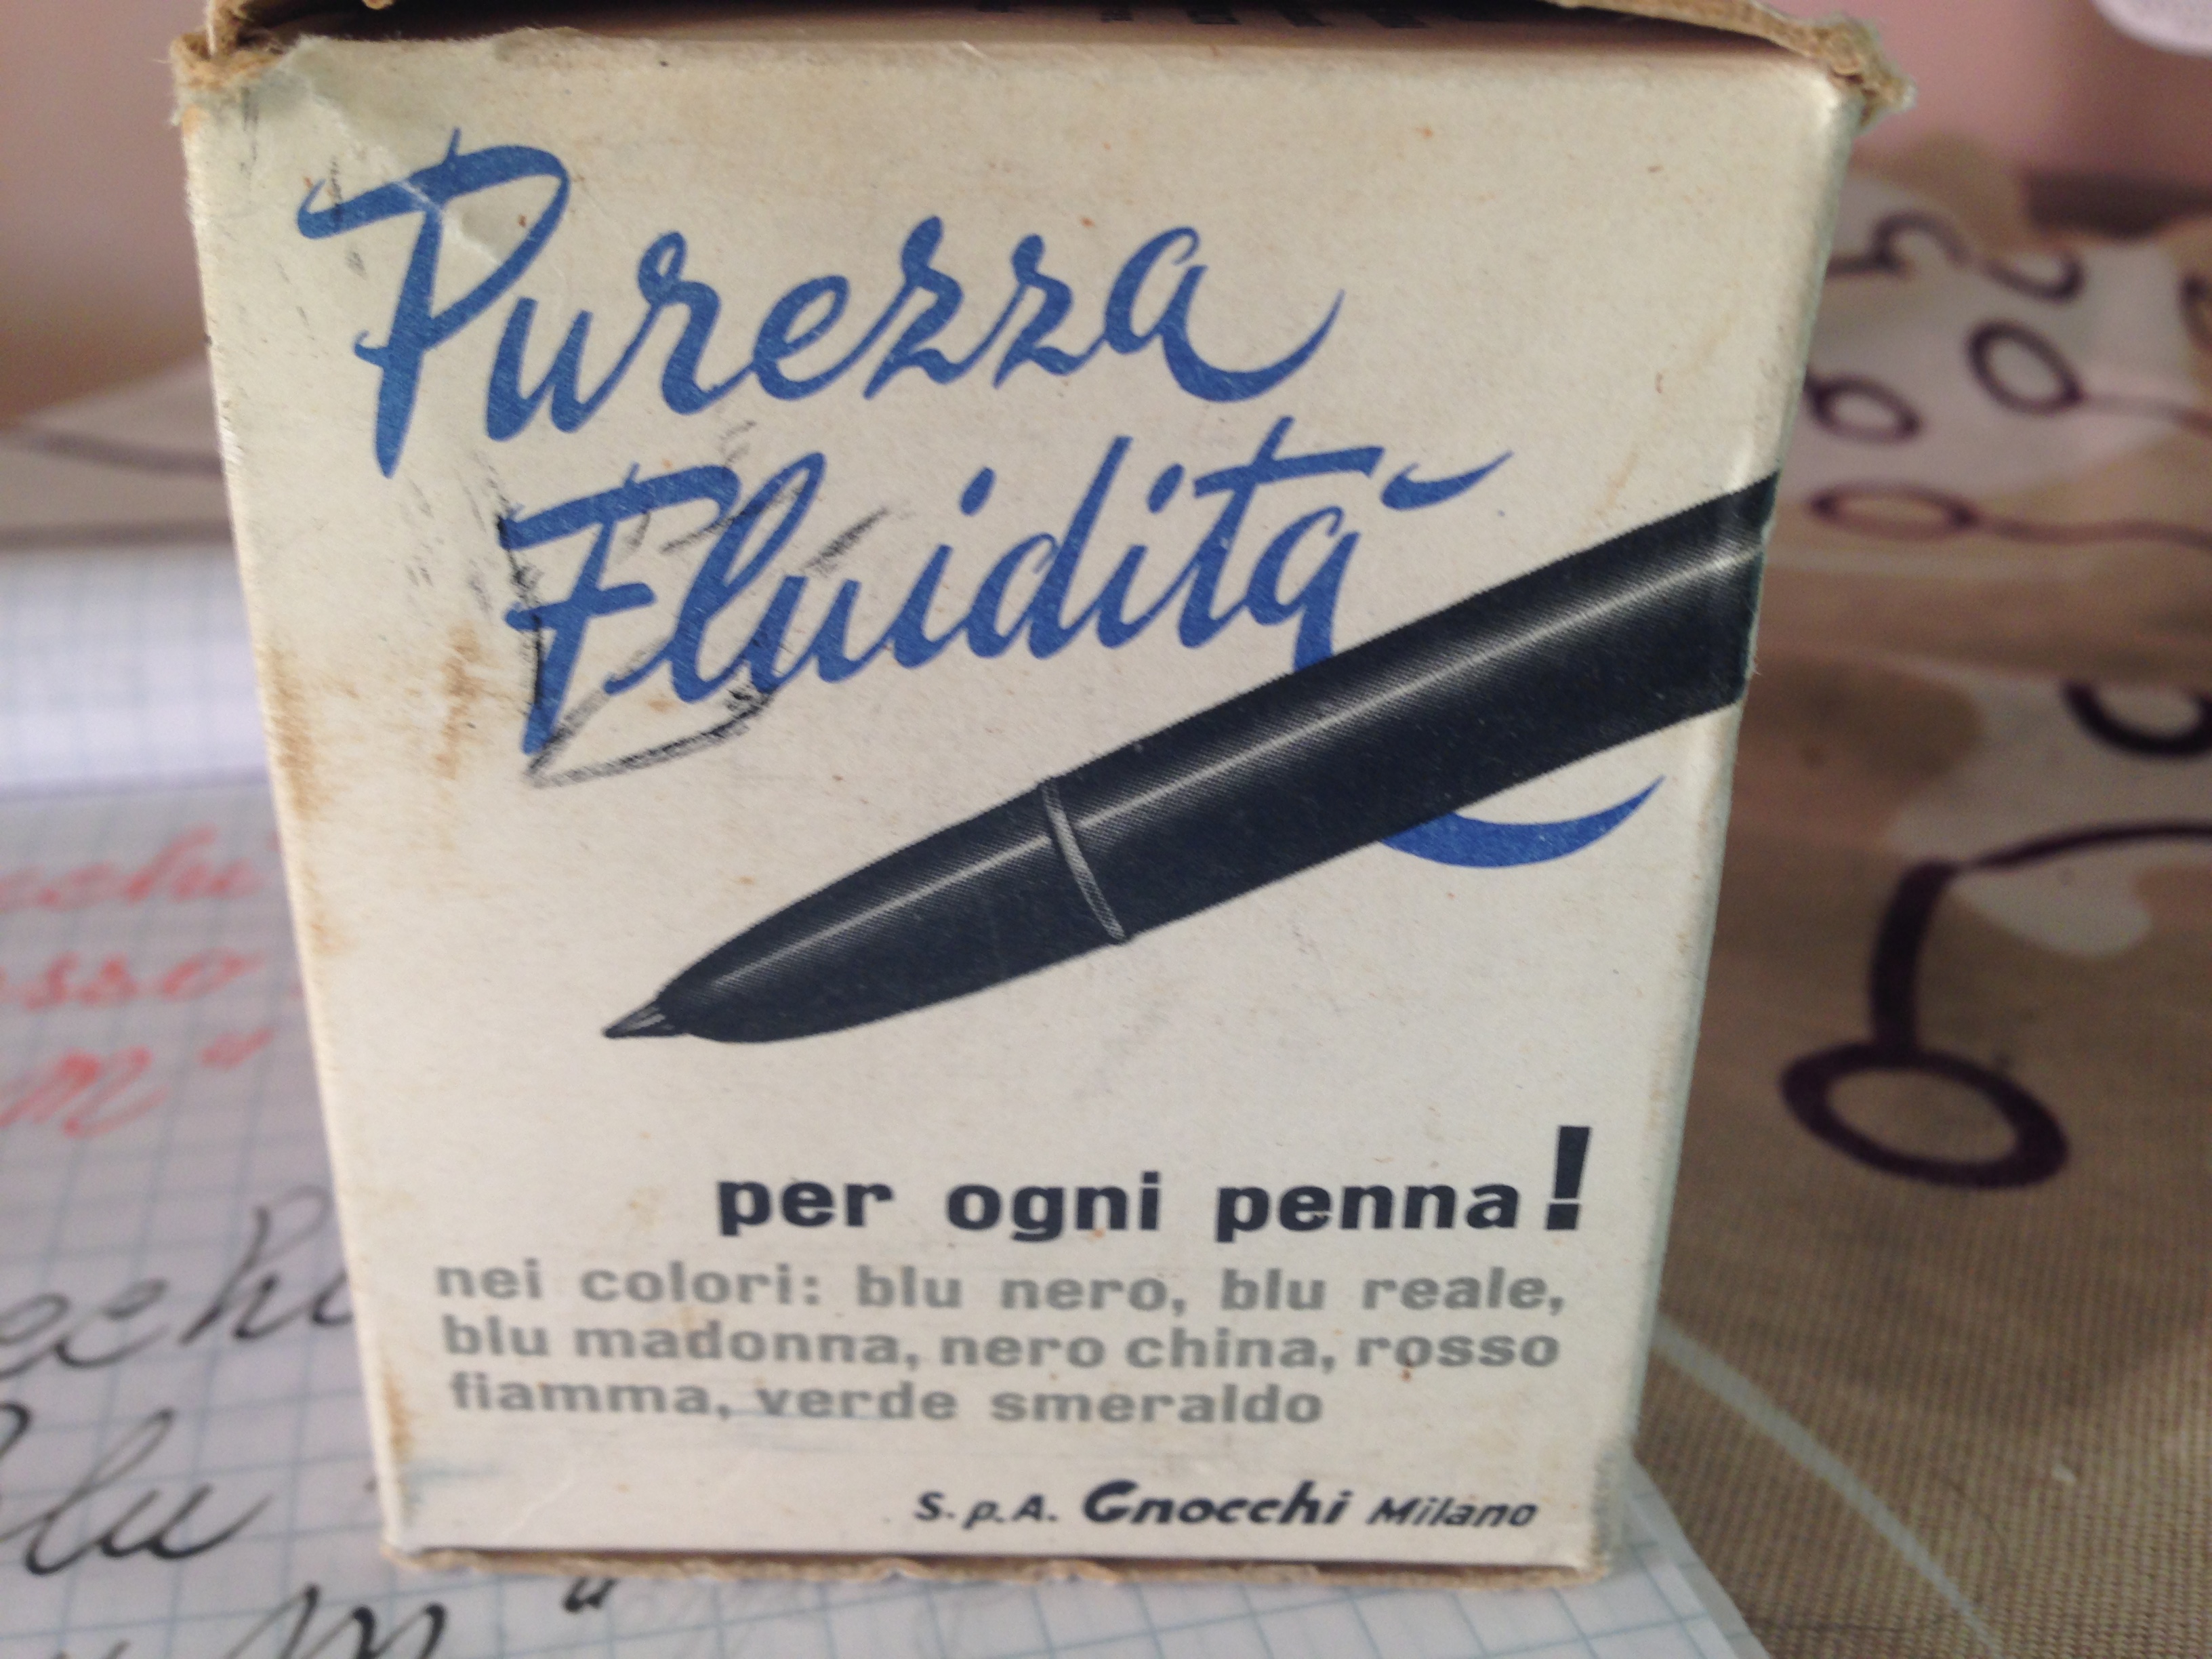 Purezza
Fluidità
per ogni penna!
nei colori: blu nero, blu reale,
blu madonna, nero china, rosso
fiamma, verde smeraldo
S.p.A. Gnocchi Milano